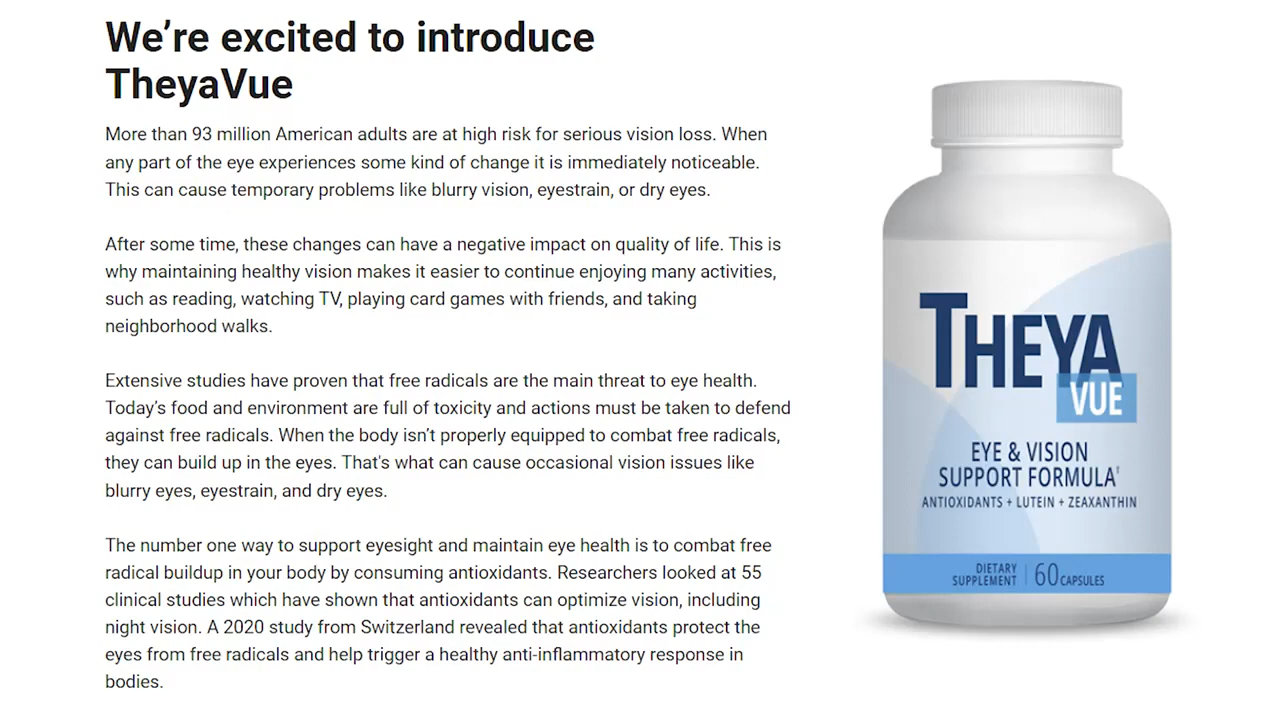 We're excited to introduce
TheyaVue
More than 93 million American adults are at high risk for serious vision loss. When
any part of the eye experiences some kind of change it is immediately noticeable.
This can cause temporary problems like blurry vision, eyestrain, or dry eyes.
After some time, these changes can have a negative impact on quality of life. This is
why maintaining healthy vision makes it easier to continue enjoying many activities,
such as reading, watching TV, playing card games with friends, and taking
neighborhood walks.
Extensive studies have proven that free radicals are the main threat to eye health.
Today's food and environment are full of toxicity and actions must be taken to defend
against free radicals. When the body isn't properly equipped to combat free radicals,
they can build up in the eyes. That's what can cause occasional vision issues like
blurry eyes, eyestrain, and dry eyes.
The number one way to support eyesight and maintain eye health is to combat free
radical buildup in your body by consuming antioxidants. Researchers looked at 55
clinical studies which have shown that antioxidants can optimize vision, including
night vision. A 2020 study from Switzerland revealed that antioxidants protect the
eyes from free radicals and help trigger a healthy anti-inflammatory response in
bodies.
THEYA
VUE
EYE & VISION
SUPPORT FORMULA†
ANTIOXIDANTS + LUTEIN + ZEAXANTHIN
DIETARY
SUPPLEMENT | 60 CAPSULES